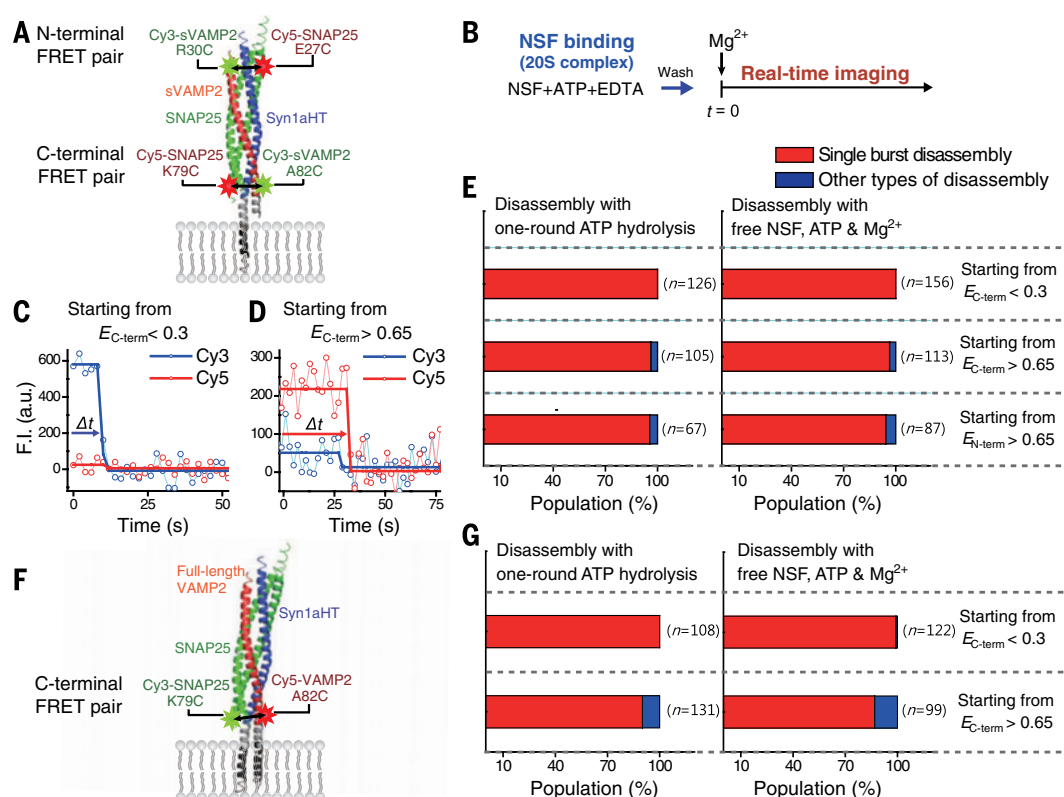 A
N-terminal
FRET pair
Cy3-sVAMP2
R30C
Cy5-SNAP25
E27C
sVAMP2
SNAP25
Syn1aHT
C-terminal
FRET pair
Cy5-SNAP25
K79C
Cy3-sVAMP2
A82C
B
NSF binding
(20S complex)
NSF+ATP+EDTA
Wash
Mg2+
Real-time imaging
t = 0
Single burst disassembly
Other types of disassembly
C
Starting from
EC-term < 0.3
Cy3
Cy5
F.I. (a.u.)
600
400
200
0
Δt
0
25
50
Time (s)
D
Starting from
EC-term > 0.65
Cy3
Cy5
300
200
100
0
Δt
0
25
50
75
Time (s)
E
Disassembly with
one-round ATP hydrolysis
Disassembly with
free NSF, ATP & Mg2+
(n=126)
(n=156)
Starting from
EC-term < 0.3
(n=105)
(n=113)
Starting from
EC-term > 0.65
(n=67)
(n=87)
Starting from
EN-term > 0.65
10 40 70 100
10 40 70 100
Population (%)
Population (%)
F
Full-length
VAMP2
Syn1aHT
SNAP25
C-terminal
FRET pair
Cy3-SNAP25
K79C
Cy5-VAMP2
A82C
G
Disassembly with
one-round ATP hydrolysis
Disassembly with
free NSF, ATP & Mg2+
(n=108)
(n=122)
Starting from
EC-term < 0.3
(n=131)
(n=99)
Starting from
EC-term > 0.65
10 40 70 100
10 40 70 100
Population (%)
Population (%)